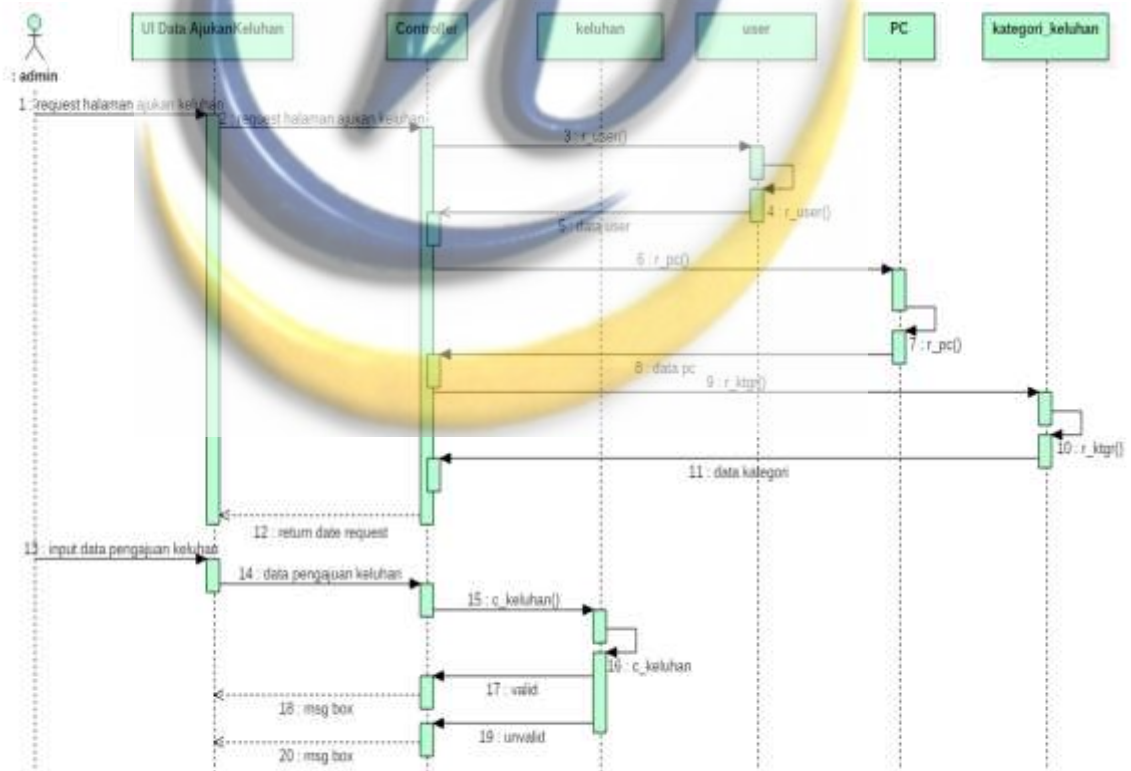 UI Data AjukanKeluhan
Controller
keluhan
user
PC
kategori_keluhan
: admin
1 : request halaman ajukan keluhan
2 : request halaman ajukan keluhan
3 : r_user()
4 : r_user()
5 : data user
6 : r_pc()
7 : r_pc()
8 : data pc
9 : r_ktgr()
10 : r_ktgr()
11 : data kategori
12 : return date request
13 : input data pengajuan keluhan
14 : data pengajuan keluhan
15 : c_keluhan()
16 : c_keluhan
17 : valid
18 : msg box
19 : unvalid
20 : msg box